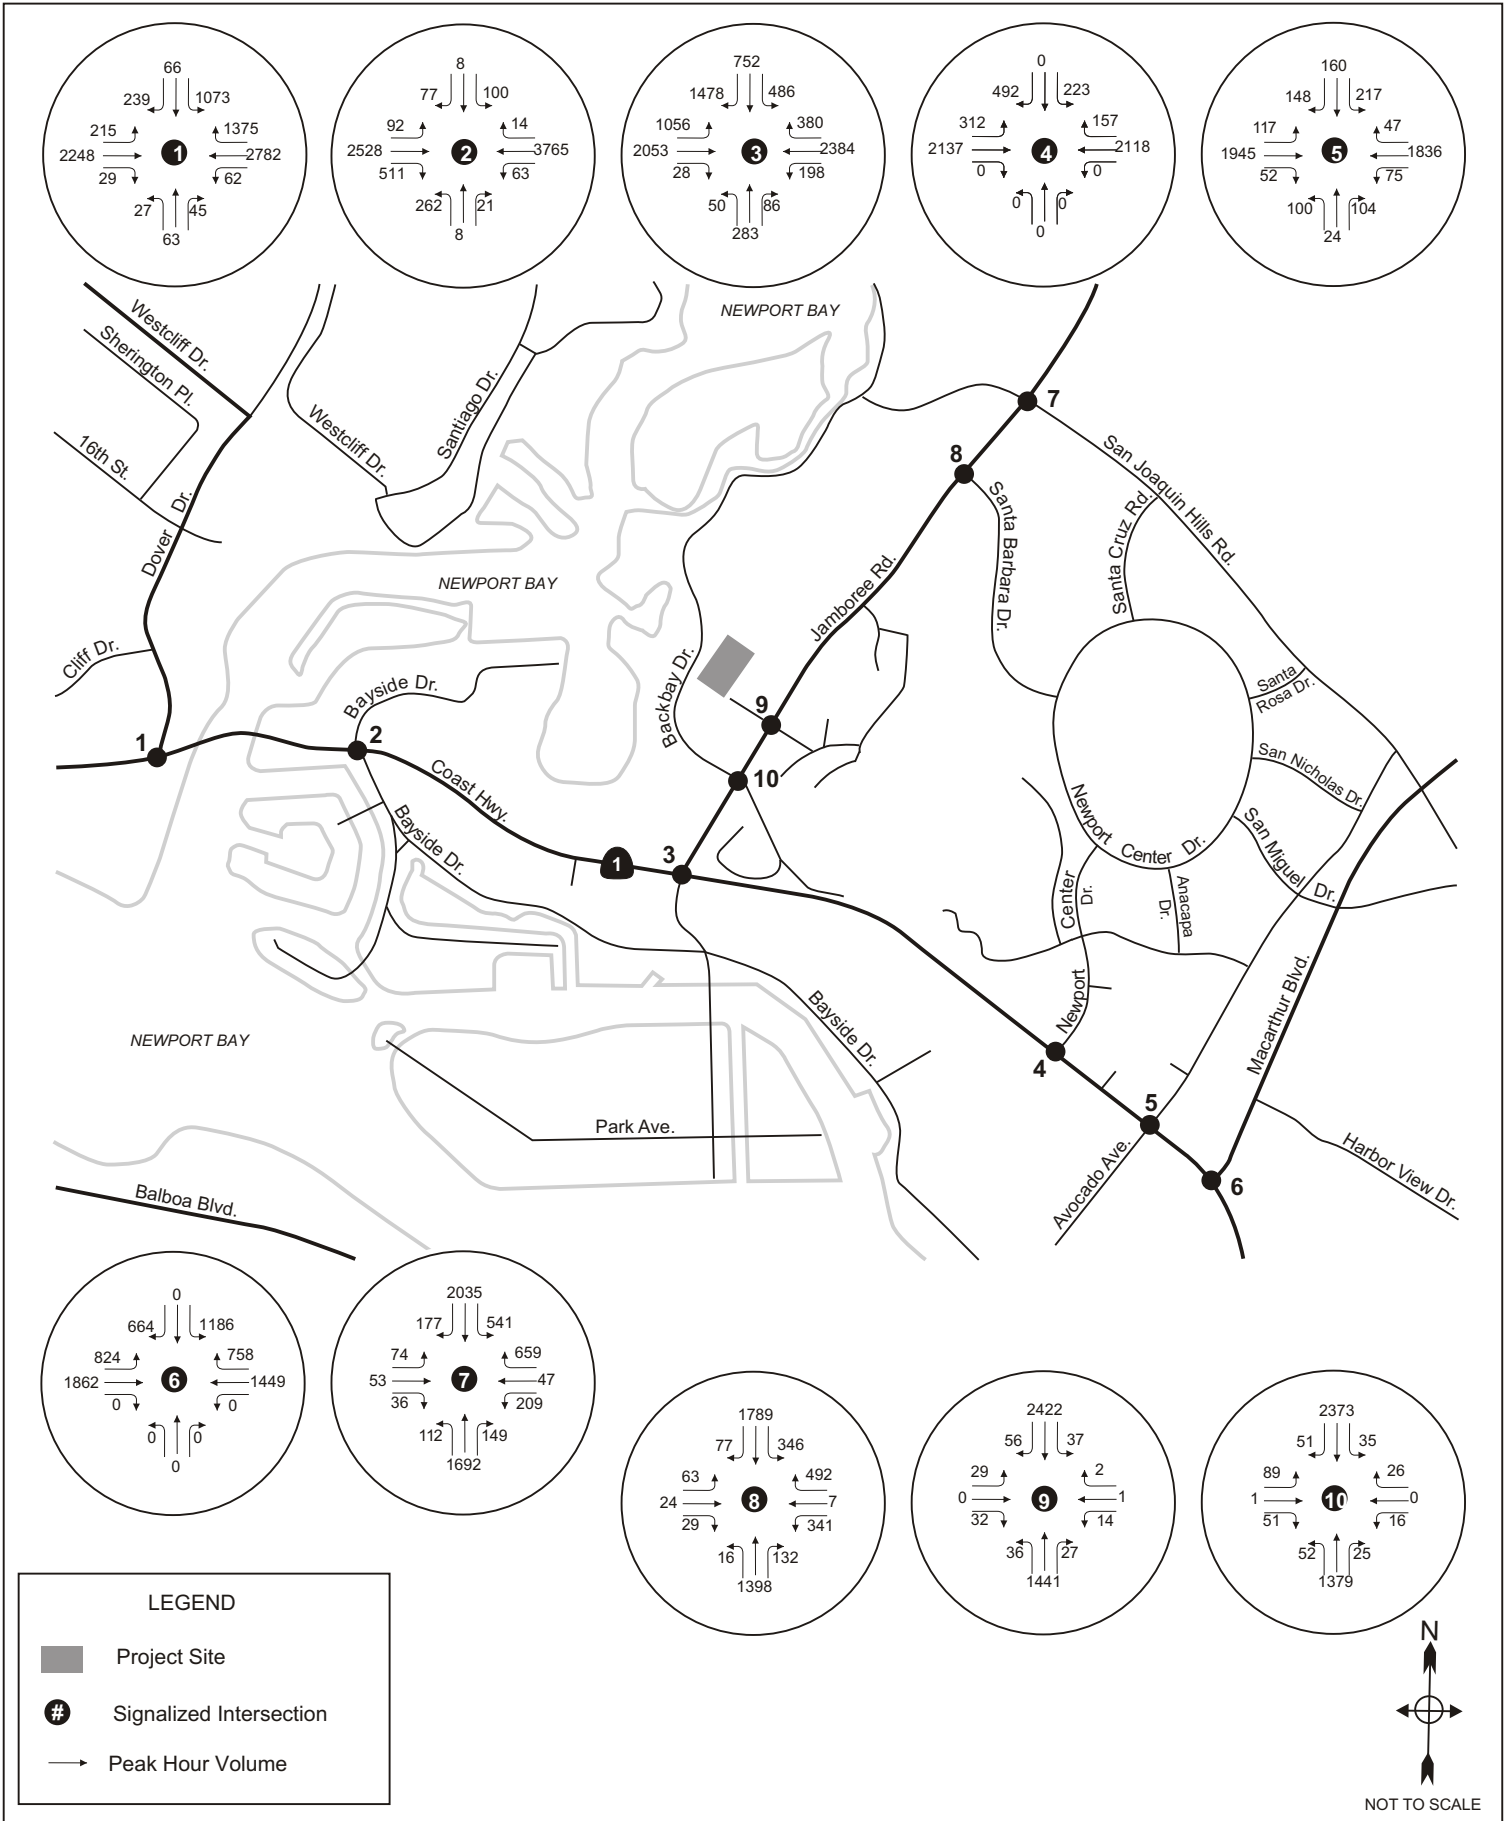 66
239 1073
215 1375
2248 1 2782
29 62
27 45
63
8
77 100
92 14
2528 2 3765
511 63
262 21
8
752
1478 486
1056 380
2053 3 2384
28 198
50 86
283
0
492 223
312 157
2137 4 2118
0 0
0 0
0
160
148 217
117 47
1945 5 1836
52 75
100 104
24
NEWPORT BAY
Westcliff Dr.
Sherington Pl.
16th St.
Westcliff Dr.
Santiago Dr.
7
8
San Joaquin Hills Rd.
Santa Cruz Rd.
Santa Barbara Dr.
Dover Dr.
NEWPORT BAY
Jamboree Rd.
Cliff Dr.
Bayside Dr.
Backbay Dr.
Santa
Rosa Dr.
9
1
2
10
Coast Hwy.
San Nicholas Dr.
Bayside Dr.
Newport Center Dr.
San Miguel Dr.
1
3
Center
Dr.
Anacapa
Dr.
Newport
Bayside Dr.
Macarthur Blvd.
NEWPORT BAY
4
5
Park Ave.
Avocado Ave.
6
Harbor View Dr.
Balboa Blvd.
0
664 1186
824 758
1862 6 1449
0 0
0 0
0
2035
177 541
74 659
53 7 47
36 209
112 149
1692
1789
77 346
63 492
24 8 7
29 341
16 132
1398
2422
56 37
29 2
0 9 1
32 14
36 27
1441
2373
51 35
89 26
1 10 0
51 16
52 25
1379
LEGEND
Project Site
# Signalized Intersection
Peak Hour Volume
N
NOT TO SCALE